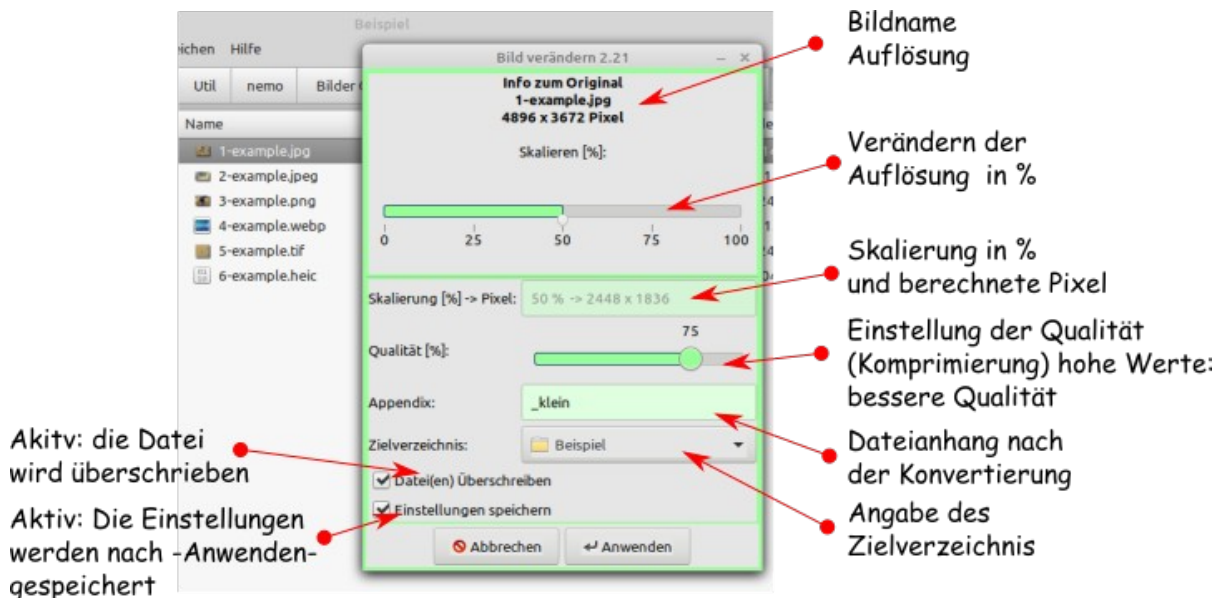 Beispiel
eichen Hilfe
Util nemo Bilder
Name
1-example.jpg
2-example.jpeg
3-example.png
4-example.webp
5-example.tif
6-example.heic
Bild verändern 2.21
Info zum Original
1-example.jpg
4896 x 3672 Pixel
Skalieren [%]:
0 25 50 75 100
Skalierung [%] -> Pixel: 50 % -> 2448 x 1836
75
Qualität [%]:
Appendix: _klein
Zielverzeichnis: Beispiel
Datei(en) Überschreiben
Einstellungen speichern
Abbrechen Anwenden
Bildname
Auflösung
Verändern der
Auflösung in %
Skalierung in %
und berechnete Pixel
Einstellung der Qualität
(Komprimierung) hohe Werte:
bessere Qualität
Dateianhang nach
der Konvertierung
Angabe des
Zielverzeichnis
Akitv: die Datei
wird überschrieben
Aktiv: Die Einstellungen
werden nach -Anwenden-
gespeichert